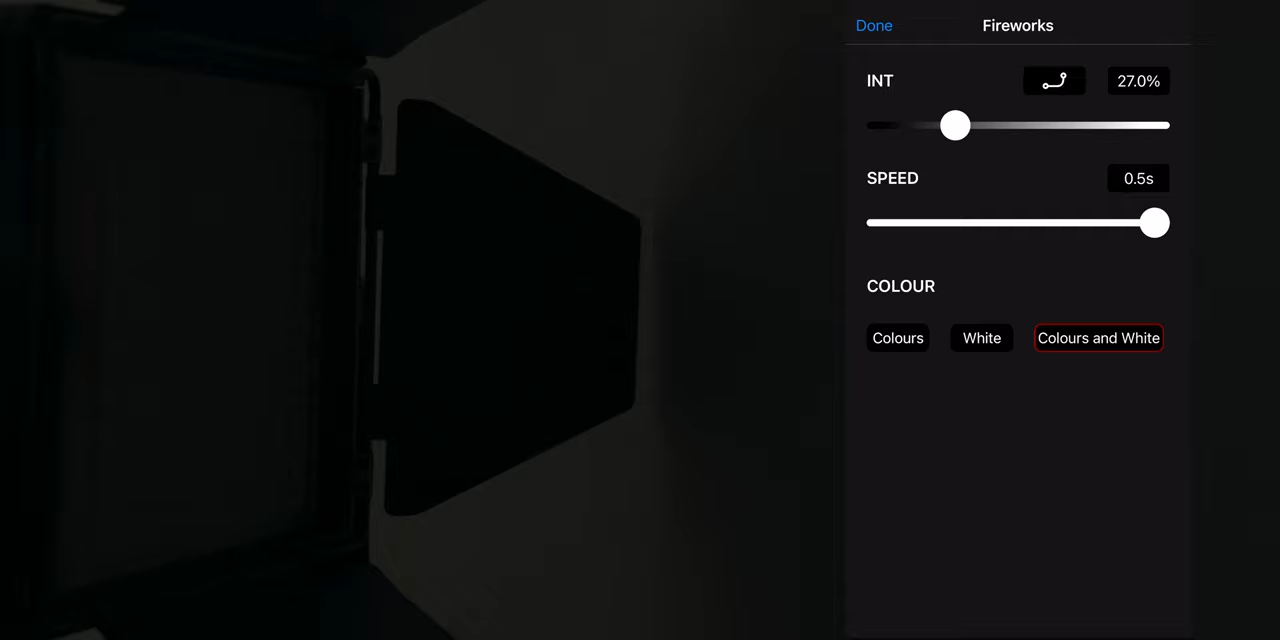 Done
Fireworks
INT
27.0%
SPEED
0.5s
COLOUR
Colours
White
Colours and White